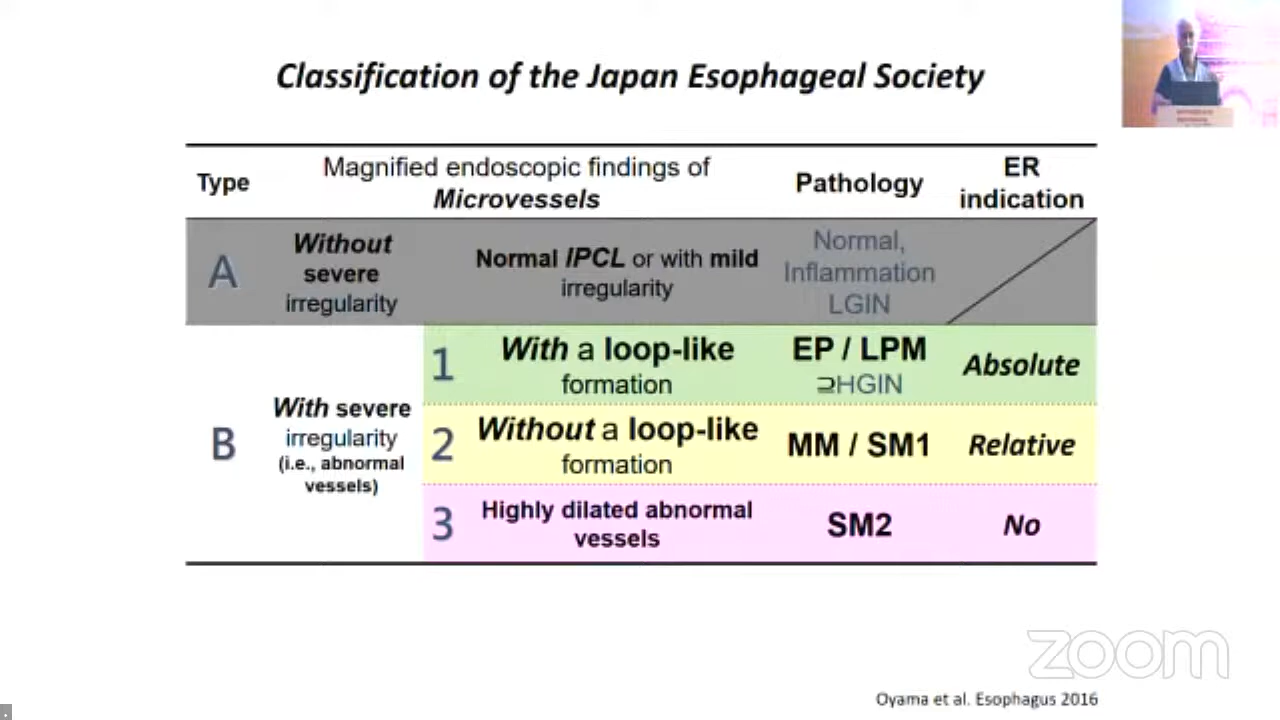 Classification of the Japan Esophageal Society
Type
Magnified endoscopic findings of
Microvessels
Pathology
ER
indication
A
Without
severe
irregularity
Normal IPCL or with mild
irregularity
Normal,
Inflammation
LGIN
B
With severe
irregularity
(i.e., abnormal
vessels)
1
With a loop-like
formation
EP / LPM
⊇HGIN
Absolute
2
Without a loop-like
formation
MM / SM1
Relative
3
Highly dilated abnormal
vessels
SM2
No
zoom
Oyama et al. Esophagus 2016